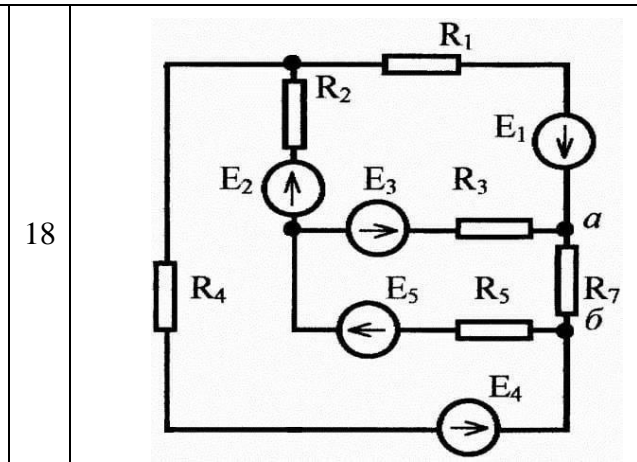 18
R₁
R₂
E₁
E₂ E₃ R₃
а
R₄ E₅ R₅ R₇
б
E₄